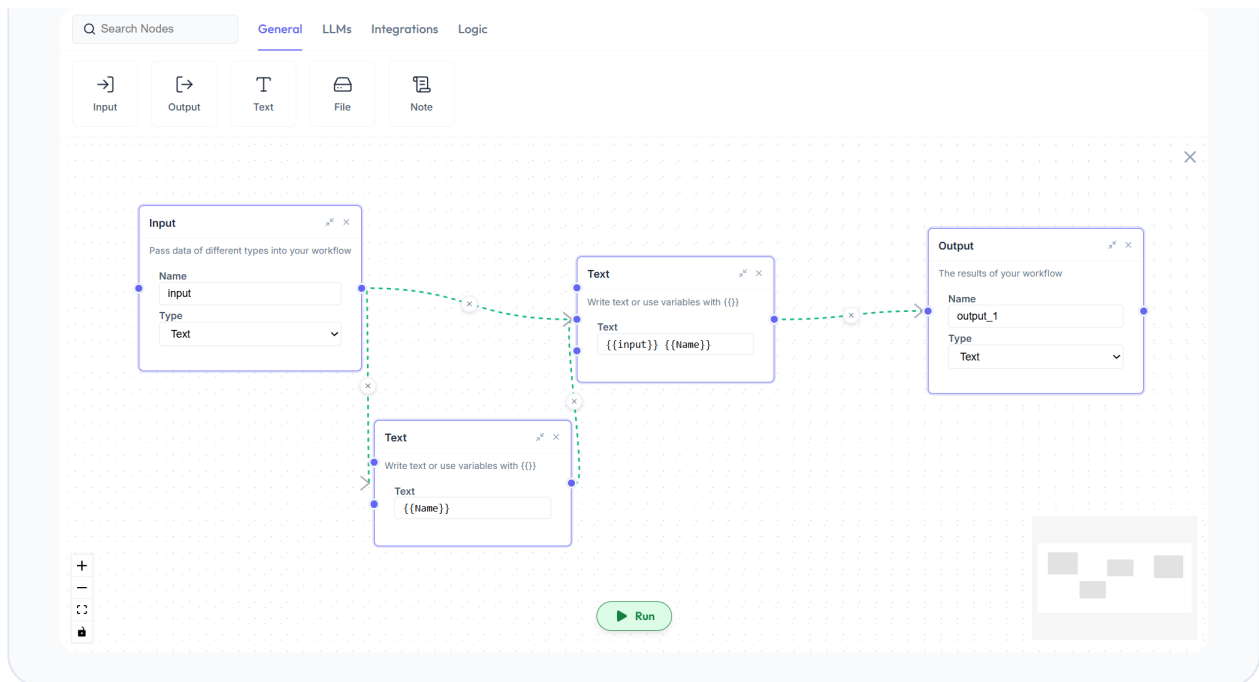 Search Nodes
General
LLMs
Integrations
Logic
Input
Output
Text
File
Note
Input
Pass data of different types into your workflow
Name
input
Type
Text
Text
Write text or use variables with {{}}
Text
{{input}} {{Name}}
Output
The results of your workflow
Name
output_1
Type
Text
Text
Write text or use variables with {{}}
Text
{{Name}}
Run